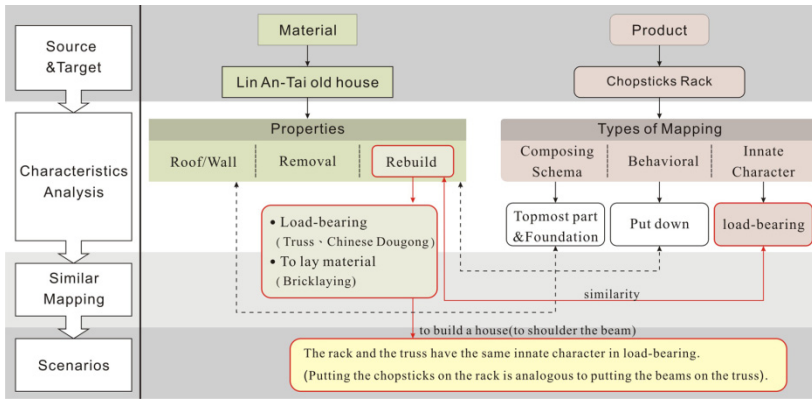 Source
&Target
Characteristics
Analysis
Similar
Mapping
Scenarios
Material
Lin An-Tai old house
Properties
Roof/Wall
Removal
Rebuild
• Load-bearing
(Truss、Chinese Dougong)
• To lay material
(Bricklaying)
Product
Chopsticks Rack
Types of Mapping
Composing
Schema
Behavioral
Innate
Character
Topmost part
&Foundation
Put down
load-bearing
similarity
to build a house(to shoulder the beam)
The rack and the truss have the same innate character in load-bearing.
(Putting the chopsticks on the rack is analogous to putting the beams on the truss).